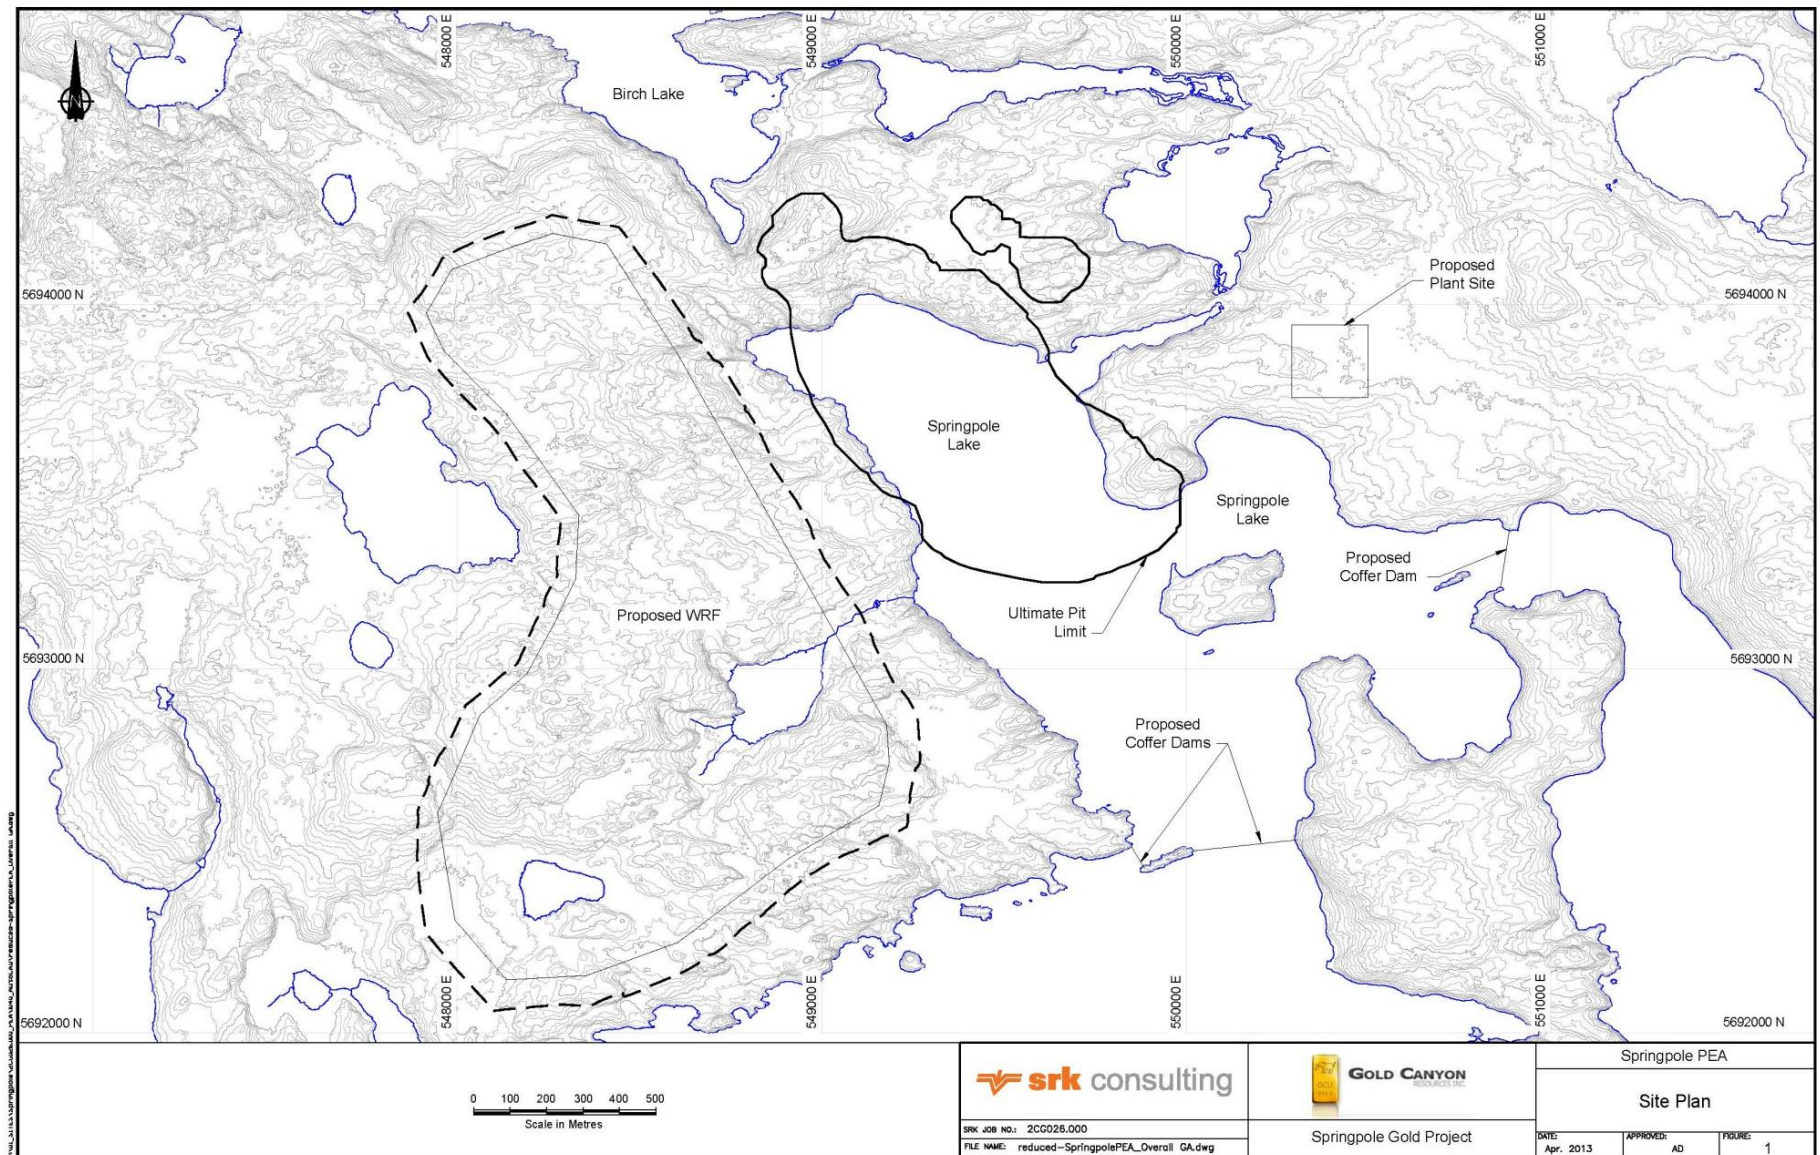 548000 E
549000 E
550000 E
551000 E
N
Birch Lake
Proposed
Plant Site
5694000 N
5694000 N
Springpole
Lake
Springpole
Lake
Proposed
Coffer Dam
Proposed WRF
Ultimate Pit
Limit
5693000 N
5693000 N
Proposed
Coffer Dams
548000 E
549000 E
550000 E
551000 E
5692000 N
5692000 N
0 100 200 300 400 500
Scale in Metres
srk consulting
SRK JOB NO.: 2CG026.000
FILE NAME: reduced-SpringpolePEA_Overall GA.dwg
GCU
GOLD CANYON
RESOURCES INC.
Springpole Gold Project
Springpole PEA
Site Plan
DATE: Apr. 2013
APPROVED: AD
FIGURE: 1